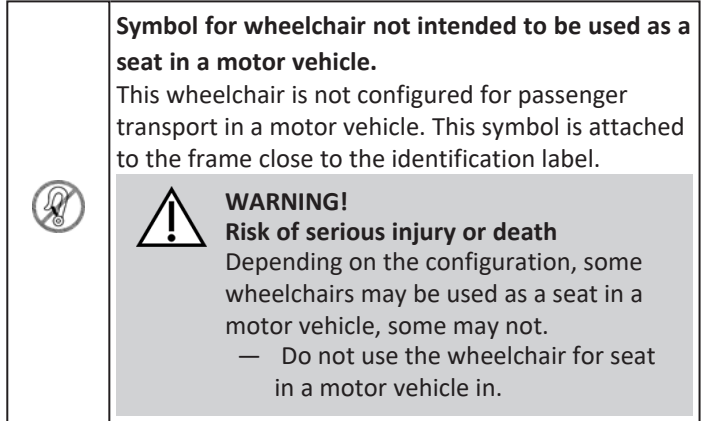 Symbol for wheelchair not intended to be used as a
seat in a motor vehicle.
This wheelchair is not configured for passenger
transport in a motor vehicle. This symbol is attached
to the frame close to the identification label.
WARNING!
Risk of serious injury or death
Depending on the configuration, some
wheelchairs may be used as a seat in a
motor vehicle, some may not.
— Do not use the wheelchair for seat
in a motor vehicle in.